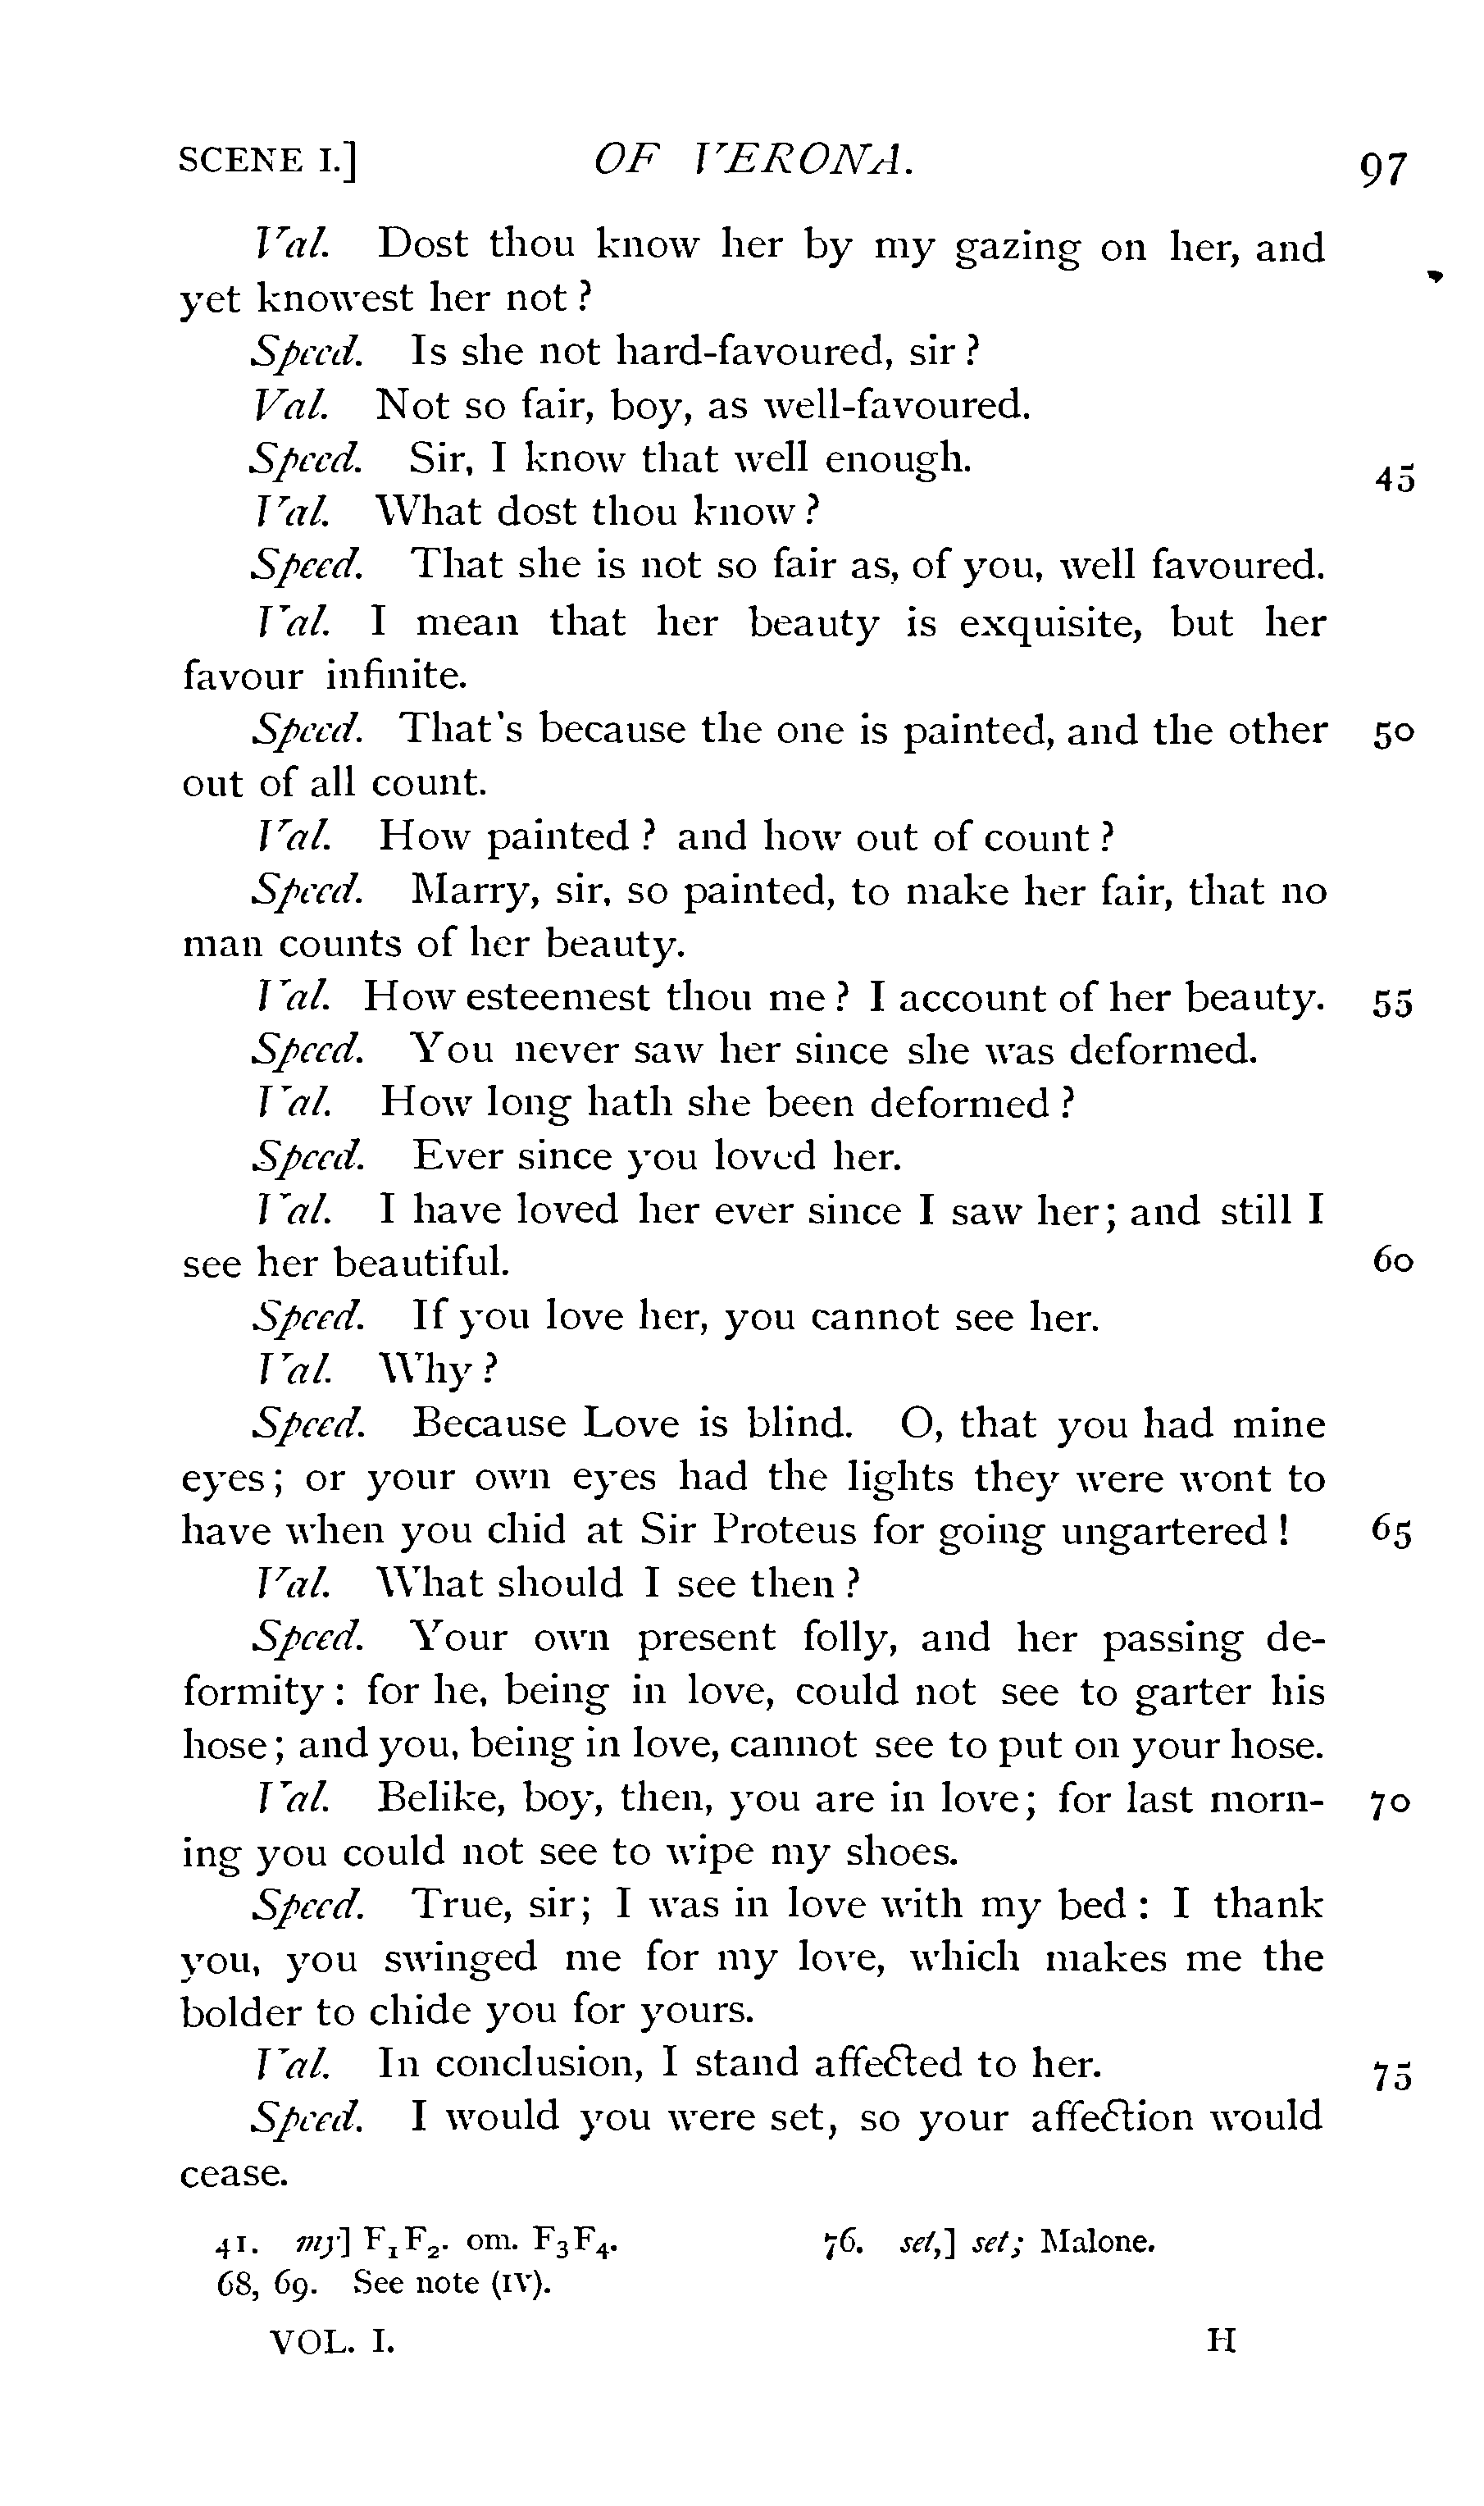 SCENE I.] OF VERONA. 97
Val. Dost thou know her by my gazing on her, and
yet knowest her not?
Speed. Is she not hard-favoured, sir?
Val. Not so fair, boy, as well-favoured.
Speed. Sir, I know that well enough. 45
Val. What dost thou know?
Speed. That she is not so fair as, of you, well favoured.
Val. I mean that her beauty is exquisite, but her
favour infinite.
Speed. That's because the one is painted, and the other 50
out of all count.
Val. How painted? and how out of count?
Speed. Marry, sir, so painted, to make her fair, that no
man counts of her beauty.
Val. How esteemest thou me? I account of her beauty. 55
Speed. You never saw her since she was deformed.
Val. How long hath she been deformed?
Speed. Ever since you loved her.
Val. I have loved her ever since I saw her; and still I
see her beautiful. 60
Speed. If you love her, you cannot see her.
Val. Why?
Speed. Because Love is blind. O, that you had mine
eyes; or your own eyes had the lights they were wont to
have when you chid at Sir Proteus for going ungartered! 65
Val. What should I see then?
Speed. Your own present folly, and her passing de-
formity: for he, being in love, could not see to garter his
hose; and you, being in love, cannot see to put on your hose.
Val. Belike, boy, then, you are in love; for last morn- 70
ing you could not see to wipe my shoes.
Speed. True, sir; I was in love with my bed: I thank
you, you swinged me for my love, which makes me the
bolder to chide you for yours.
Val. In conclusion, I stand affected to her. 75
Speed. I would you were set, so your affection would
cease.
41. my] F1F2. om. F3F4. 76. set,] set; Malone.
68, 69. See note (IV).
VOL. I. H